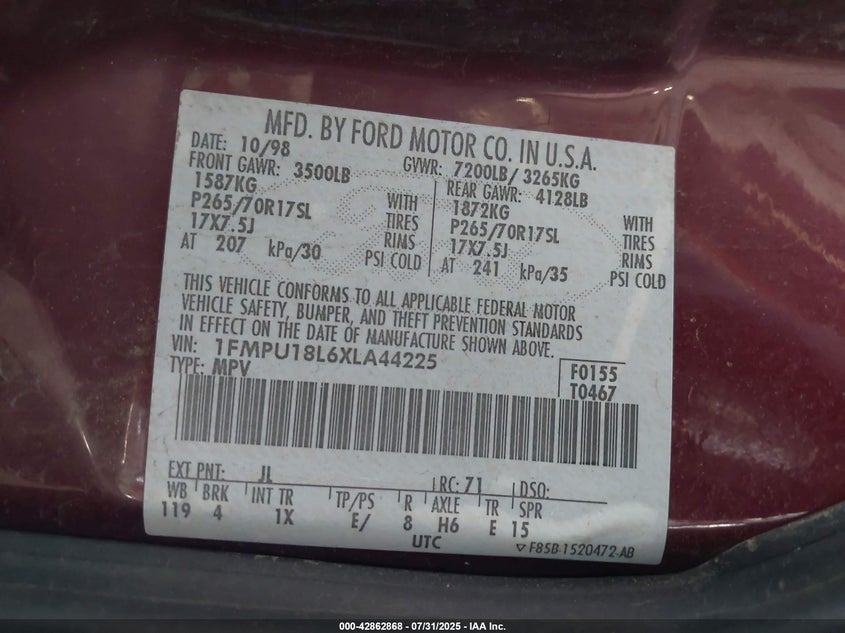 MFD. BY FORD MOTOR CO. IN U.S.A.
DATE: 10/98 GVWR: 7200LB/ 3265KG
FRONT GAWR: 3500LB REAR GAWR: 4128LB
1587KG WITH 1872KG WITH
P265/70R17SL TIRES P265/70R17SL TIRES
17X7.5J RIMS 17X7.5J RIMS
AT 207 kPa/30 PSI COLD AT 241 kPa/35 PSI COLD
THIS VEHICLE CONFORMS TO ALL APPLICABLE FEDERAL MOTOR
VEHICLE SAFETY, BUMPER, AND THEFT PREVENTION STANDARDS
IN EFFECT ON THE DATE OF MANUFACTURE SHOWN ABOVE.
VIN: 1FMPU18L6XLA44225
TYPE: MPV F0155
T0467
EXT PNT: JL RC: 71 DSO:
WB BRK INT TR TP/PS R AXLE TR SPR
119 4 1X E/ 8 H6 E 15
UTC F85B-1520472-AB
000-42862868 - 07/31/2025 - IAA Inc.